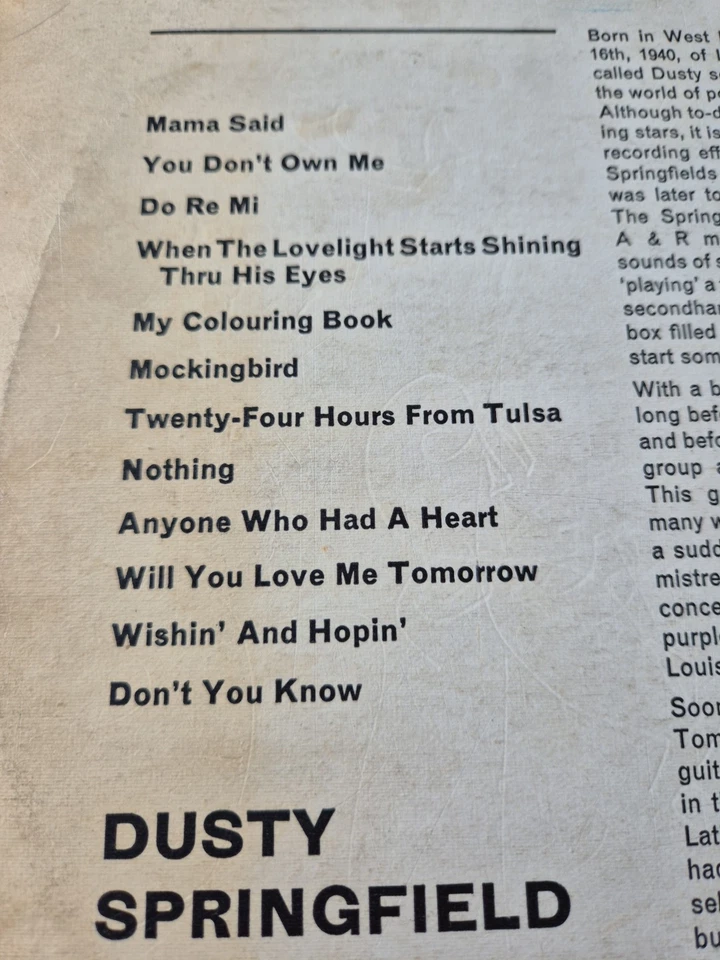 Mama Said
You Don't Own Me
Do Re Mi
When The Lovelight Starts Shining
Thru His Eyes
My Colouring Book
Mockingbird
Twenty-Four Hours From Tulsa
Nothing
Anyone Who Had A Heart
Will You Love Me Tomorrow
Wishin' And Hopin'
Don't You Know
DUSTY
SPRINGFIELD
Born in West
16th, 1940, of
called Dusty
the world of
Although
ing stars, it is
recording
Springfields
was later to
The
A & R
sounds of
'playing' a
box filled
start
With a
long
and
group
This
many
a
Soon
in
had